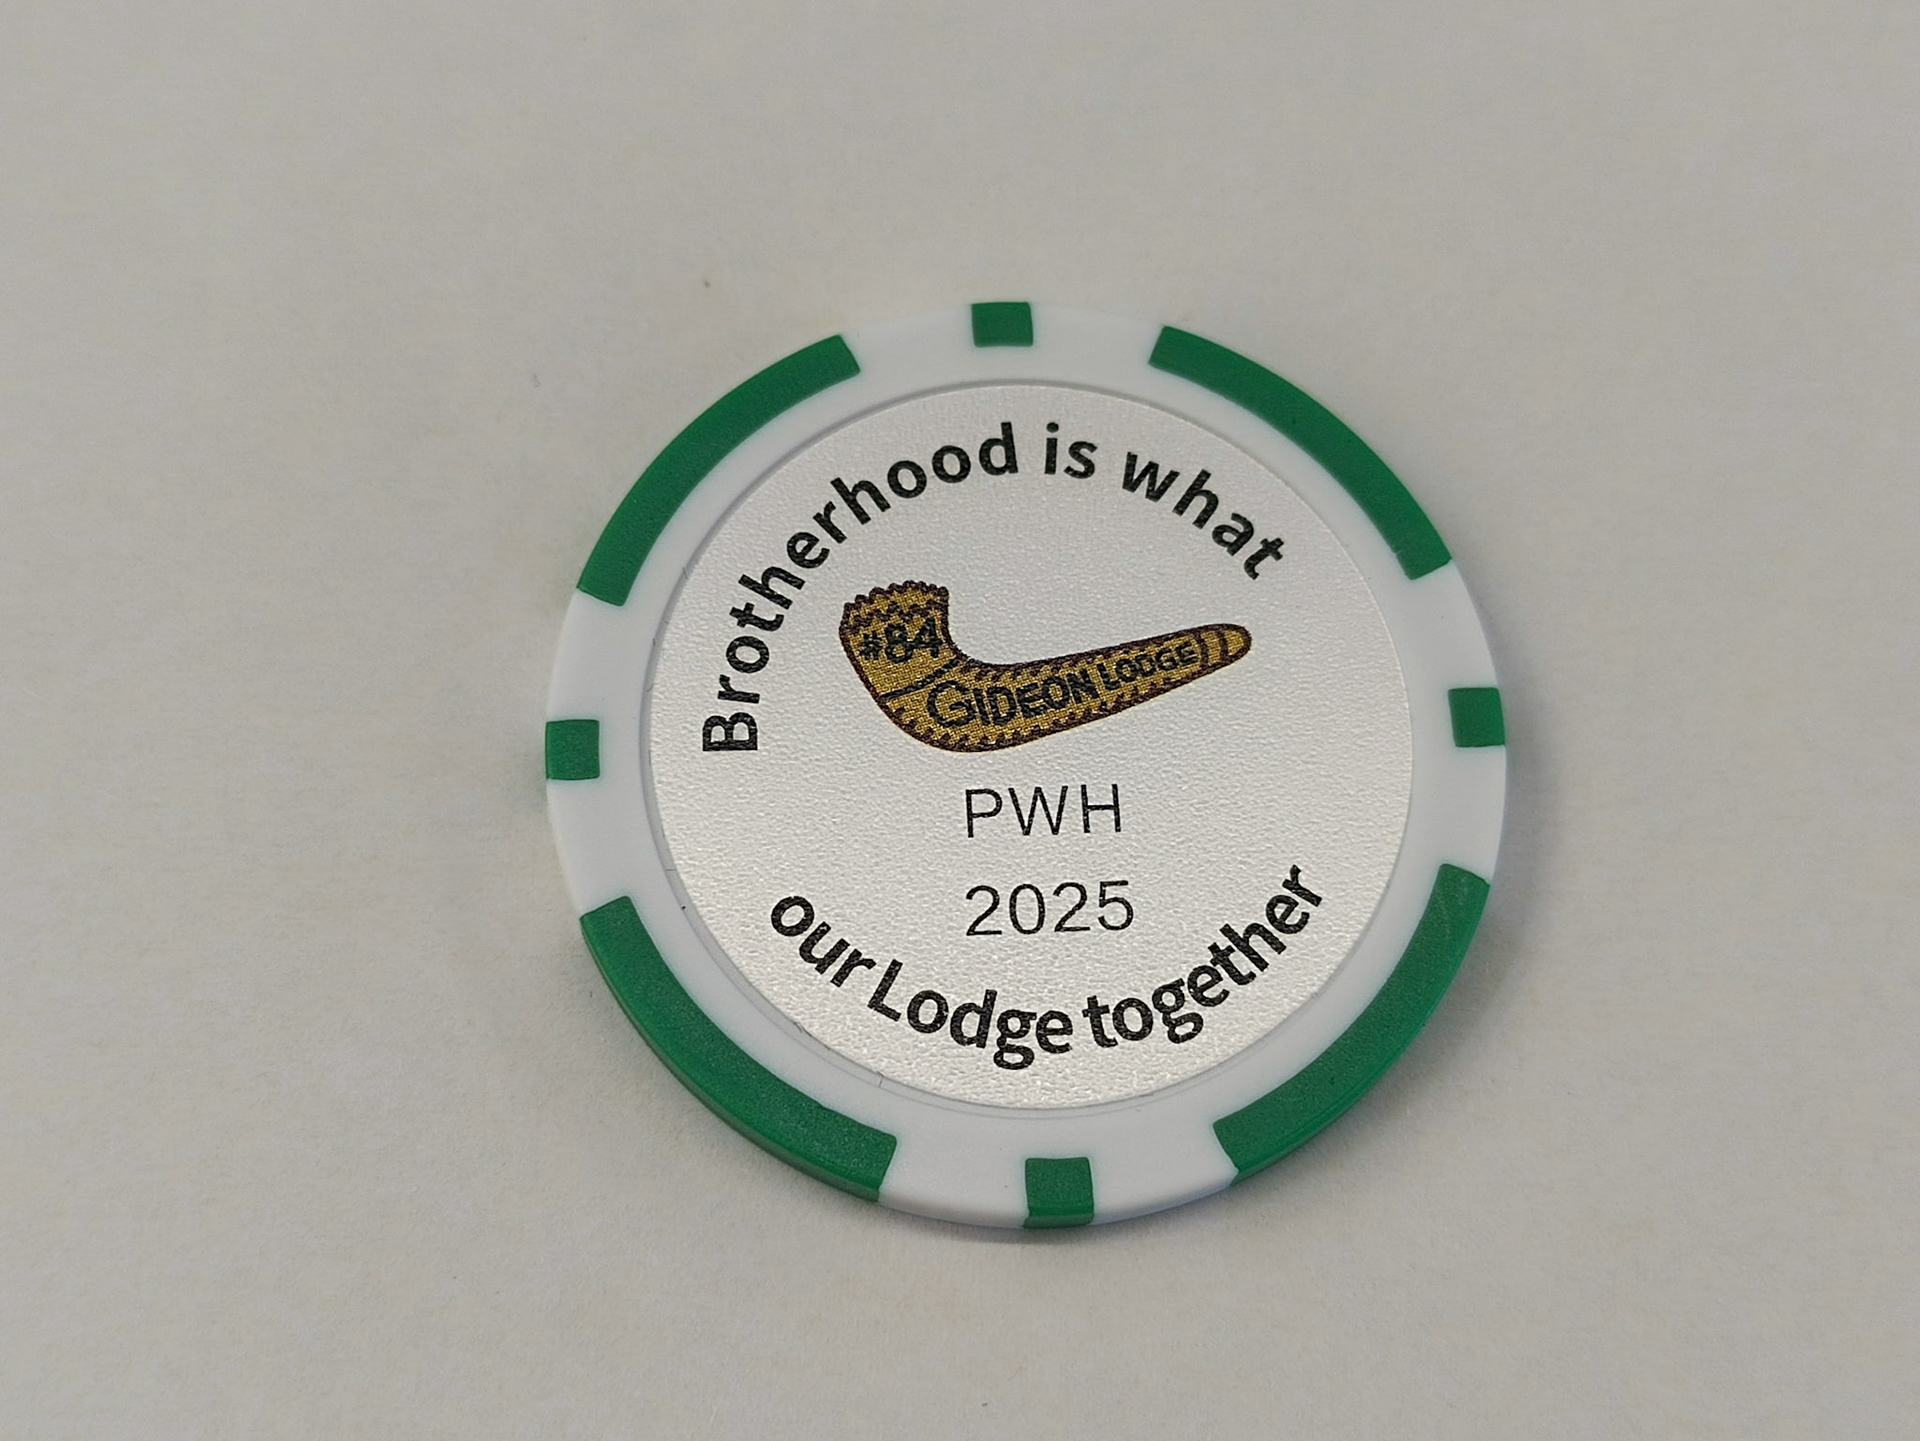 Brotherhood is what
#84
GIDEON LODGE
PWH
2025
our Lodge together